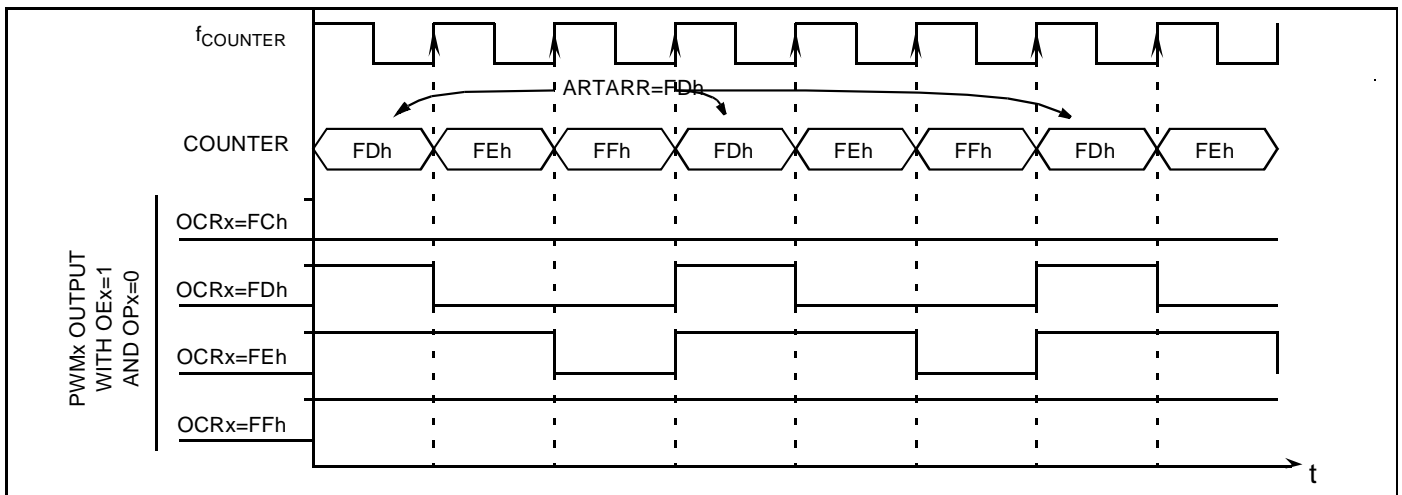 fCOUNTER
ARTARR=FDh
COUNTER
FDh FEh FFh FDh FEh FFh FDh FEh
PWMx OUTPUT
WITH OEx=1
AND OPx=0
OCRx=FCh
OCRx=FDh
OCRx=FEh
OCRx=FFh
t